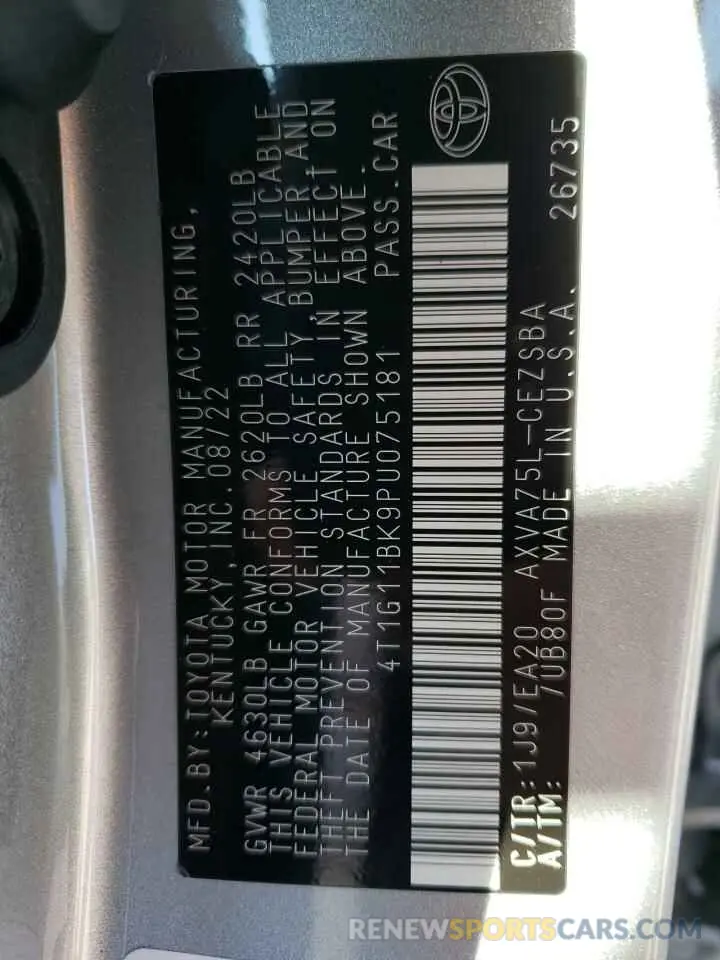 MFD. BY: TOYOTA MOTOR MANUFACTURING,
KENTUCKY, INC. 08/22
GVWR 4630LB GAWR FR 2620LB RR 2420LB
THIS VEHICLE CONFORMS TO ALL APPLICABLE
FEDERAL MOTOR VEHICLE SAFETY, BUMPER, AND
THEFT PREVENTION STANDARDS IN EFFECT ON
THE DATE OF MANUFACTURE SHOWN ABOVE.
4T1G11BK9PU075181 PASS. CAR
C/TR: 1J9/EA20 AXVA75L-CEZSBA
A/TM: /UB80F MADE IN U.S.A. 26735
RENEWSPORTSCARS.COM